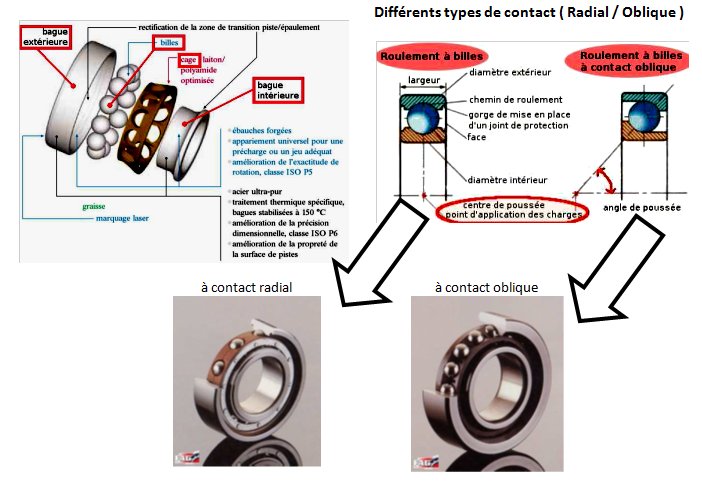 Différents types de contact ( Radial / Oblique )
rectification de la zone de transition piste/épaulement
bague
extérieure
billes
cage laiton/
polyamide
optimisée
bague
intérieure
• ébauches forgées
• appariement universel pour une
précharge ou un jeu adéquat
• amélioration de l'exactitude de
rotation, classe ISO P5
• acier ultra-pur
• traitement thermique spécifique,
bagues stabilisées à 150 °C
• amélioration de la précision
dimensionnelle, classe ISO P6
• amélioration de la propreté de
la surface de pistes
graisse
marquage laser
Roulement à billes
largeur
diamètre extérieur
chemin de roulement
gorge de mise en place
d'un joint de protection
face
diamètre intérieur
centre de poussée
point d'application des charges
Roulement à billes
à contact oblique
angle de poussée
à contact radial
à contact oblique
FAG
FAG